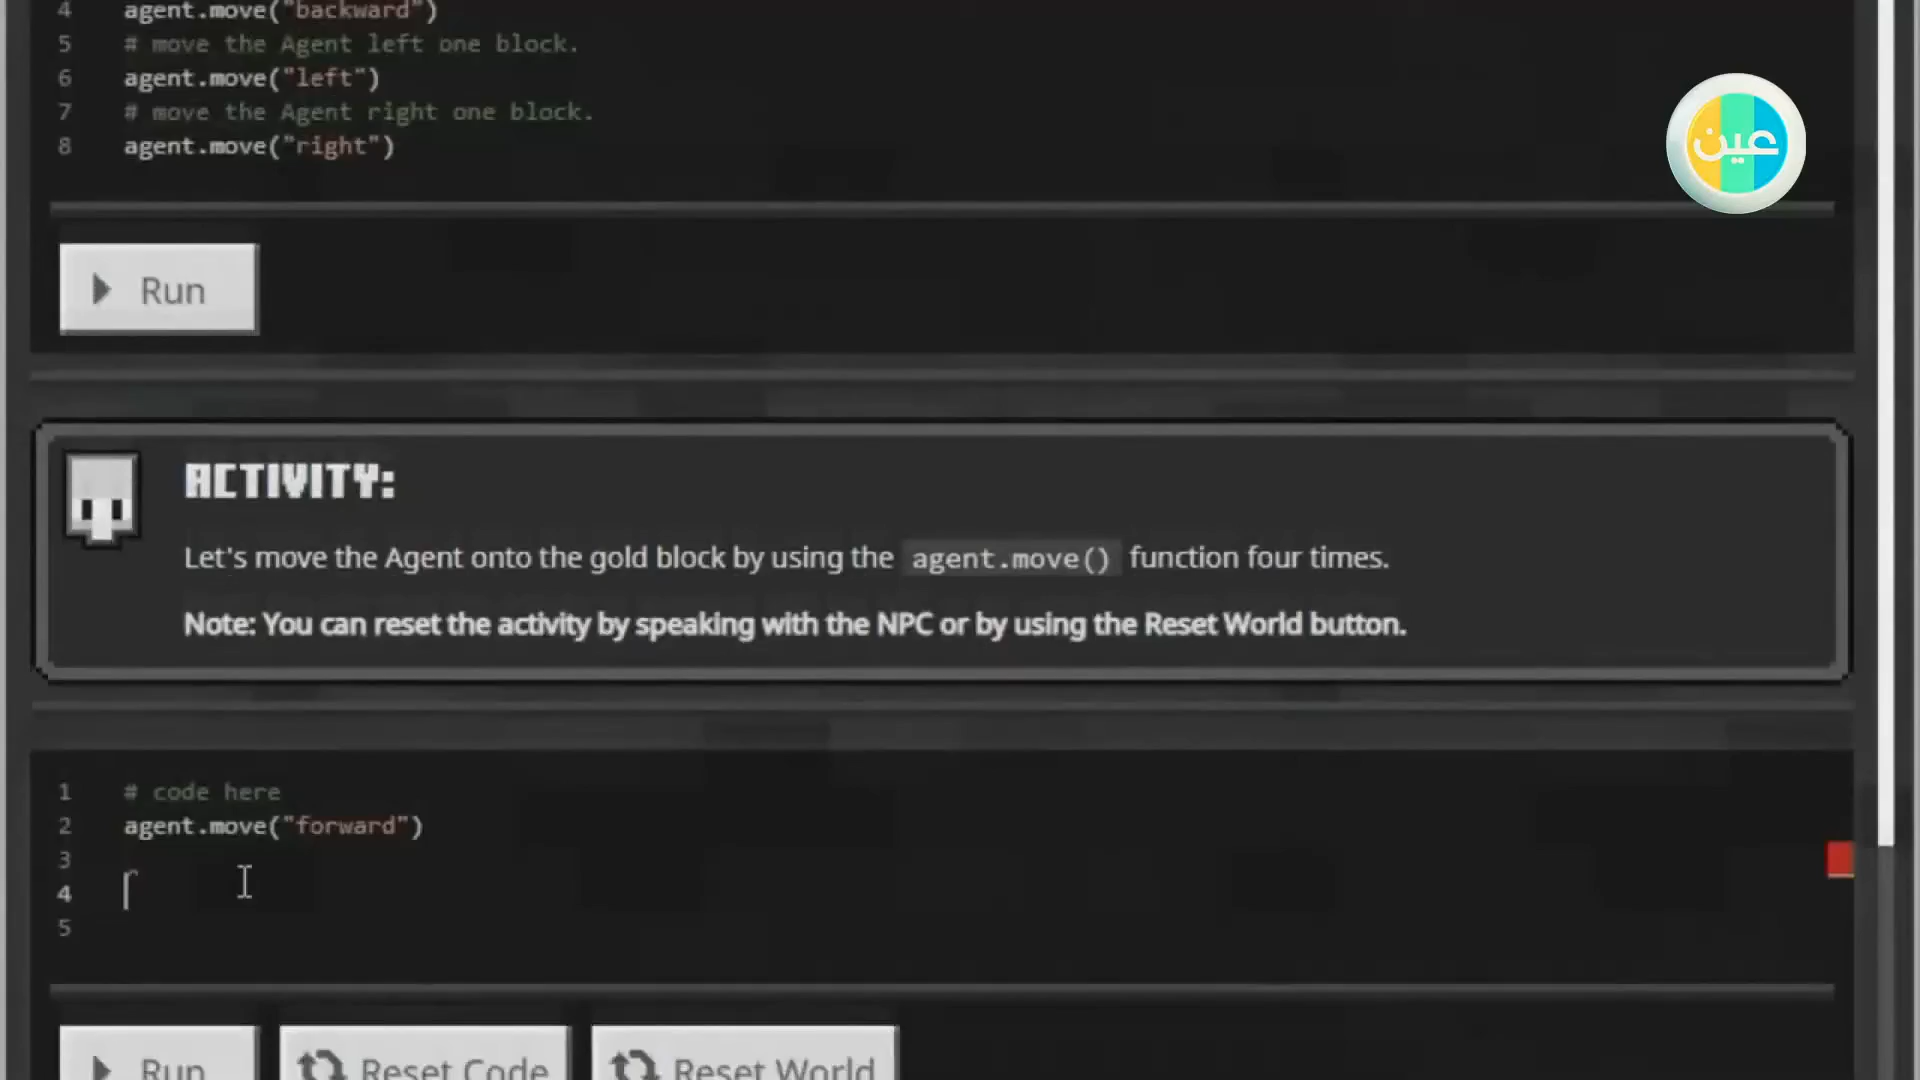 4 agent.move("backward")
5 # move the Agent left one block.
6 agent.move("left")
7 # move the Agent right one block.
8 agent.move("right")
عين
Run
ACTIVITY:
Let's move the Agent onto the gold block by using the agent.move() function four times.
Note: You can reset the activity by speaking with the NPC or by using the Reset World button.
1 # code here
2 agent.move("forward")
3
4
5
Run Reset Code Reset World